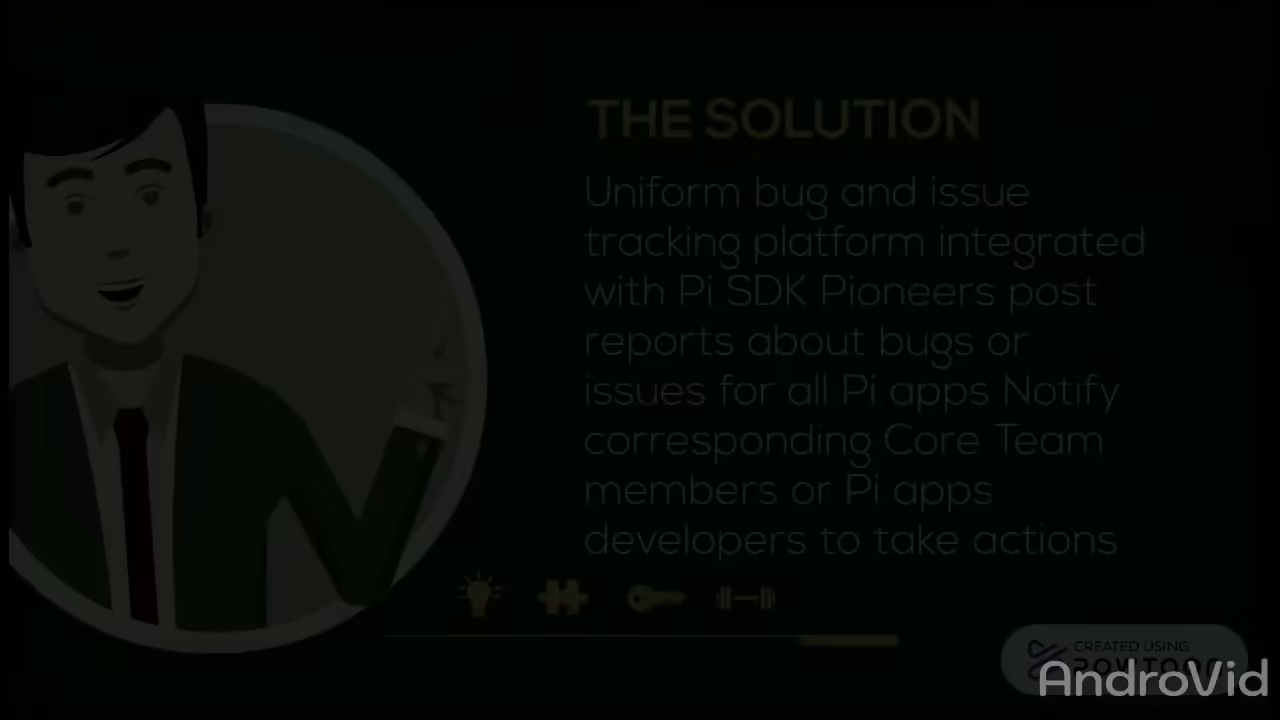 THE SOLUTION
Uniform bug and issue
tracking platform integrated
with Pi SDK Pioneers post
reports about bugs or
issues for all Pi apps Notify
corresponding Core Team
members or Pi apps
developers to take actions
CREATED USING
AndroVid